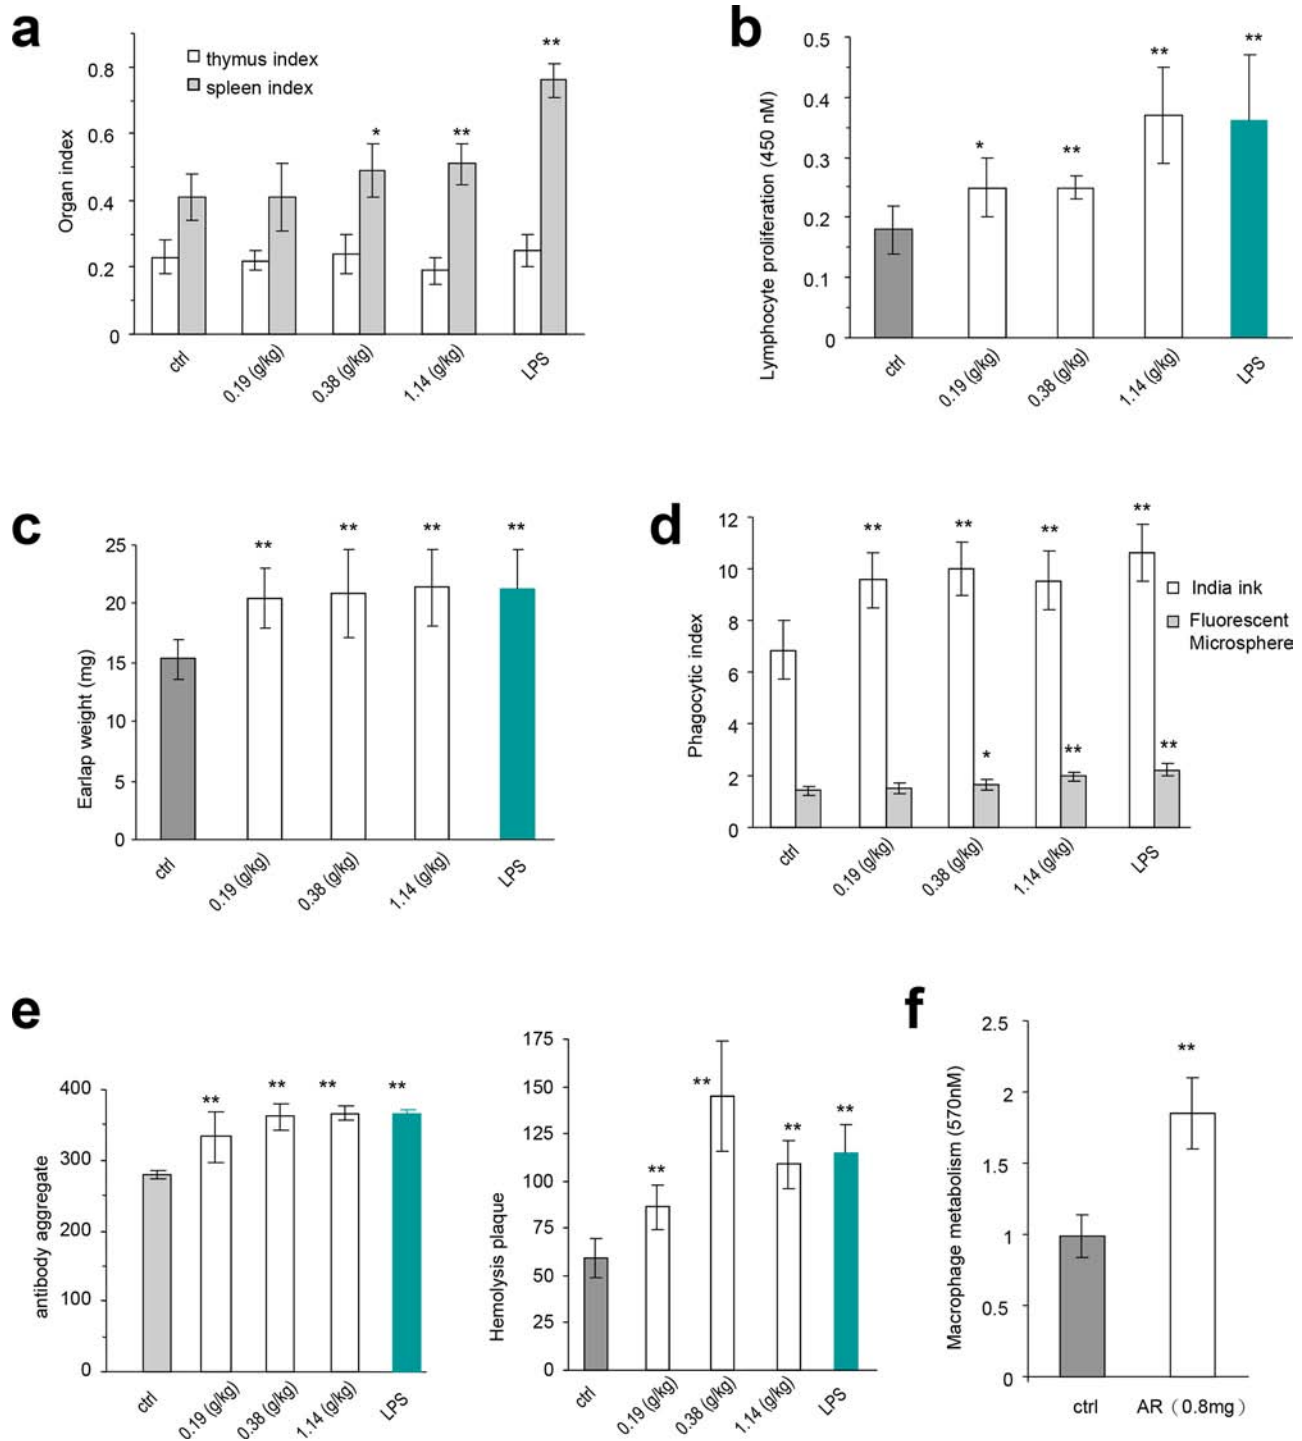 a
thymus index
spleen index
Organ index
0.8
0.6
0.4
0.2
0
*
**
**
ctrl
0.19 (g/kg)
0.38 (g/kg)
1.14 (g/kg)
LPS
b
Lymphocyte proliferation (450 nM)
0.5
0.4
0.3
0.2
0.1
0
*
**
**
**
ctrl
0.19 (g/kg)
0.38 (g/kg)
1.14 (g/kg)
LPS
c
Earlap weight (mg)
25
20
15
10
5
0
**
**
**
**
ctrl
0.19 (g/kg)
0.38 (g/kg)
1.14 (g/kg)
LPS
d
Phagocytic index
12
10
8
6
4
2
0
**
**
**
**
*
**
**
India ink
Fluorescent
Microsphere
ctrl
0.19 (g/kg)
0.38 (g/kg)
1.14 (g/kg)
LPS
e
antibody aggregate
400
300
200
100
0
**
**
**
**
ctrl
0.19 (g/kg)
0.38 (g/kg)
1.14 (g/kg)
LPS
Hemolysis plaque
175
150
125
100
75
50
25
0
**
**
**
**
ctrl
0.19 (g/kg)
0.38 (g/kg)
1.14 (g/kg)
LPS
f
Macrophage metabolism (570nM)
2.5
2
1.5
1
0.5
0
**
ctrl
AR（0.8mg）